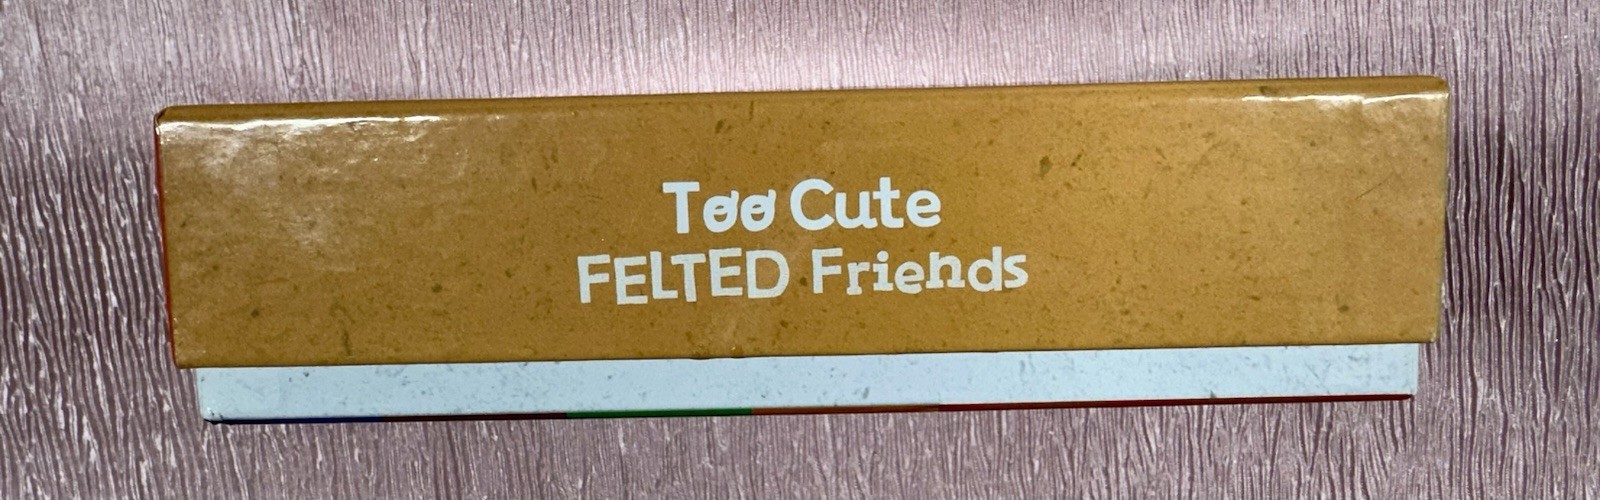 Too Cute
FELTED Friends